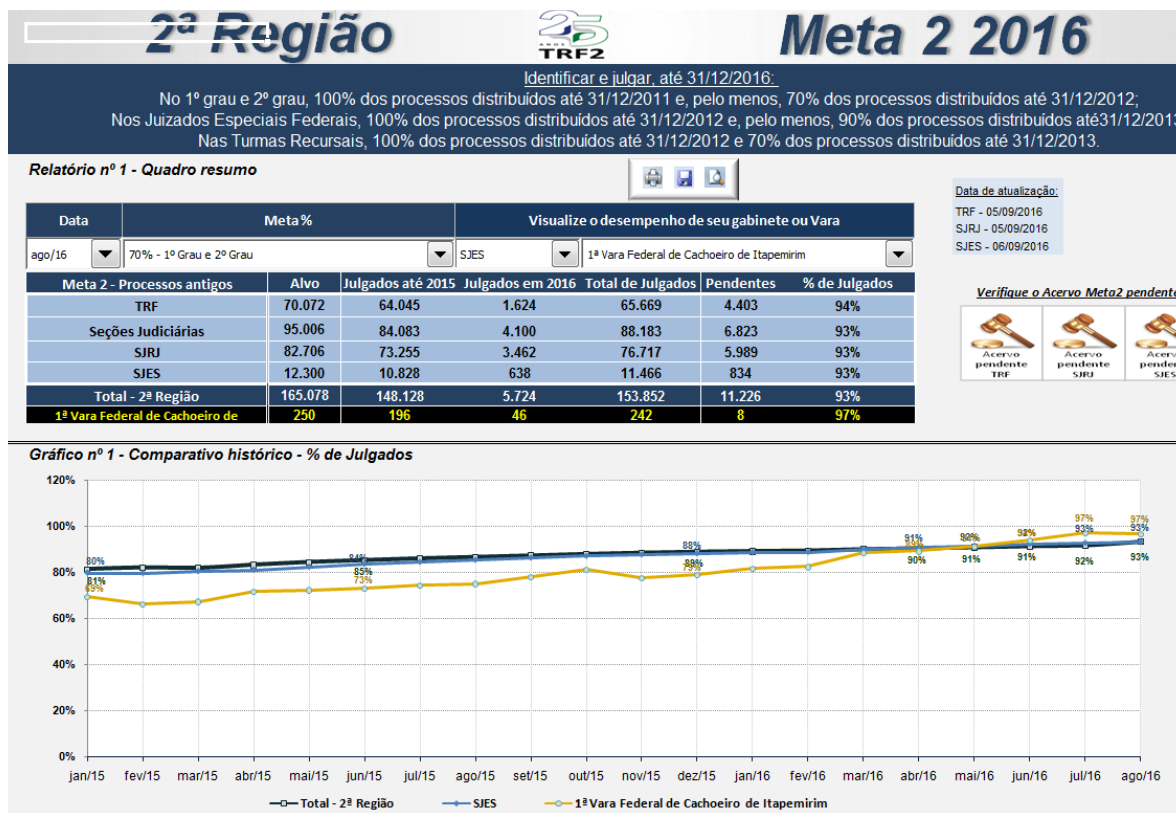 2ª Região
25
ANOS
TRF2
Meta 2 2016
Identificar e julgar, até 31/12/2016:
No 1º grau e 2º grau, 100% dos processos distribuídos até 31/12/2011 e, pelo menos, 70% dos processos distribuídos até 31/12/2012;
Nos Juizados Especiais Federais, 100% dos processos distribuídos até 31/12/2012 e, pelo menos, 90% dos processos distribuídos até31/12/2013
Nas Turmas Recursais, 100% dos processos distribuídos até 31/12/2012 e 70% dos processos distribuídos até 31/12/2013.
Relatório nº 1 - Quadro resumo
Data de atualização:
TRF - 05/09/2016
SJRJ - 05/09/2016
SJES - 06/09/2016
Data Meta % Visualize o desempenho de seu gabinete ou Vara
ago/16 70% - 1º Grau e 2º Grau SJES 1ª Vara Federal de Cachoeiro de Itapemirim
Meta 2 - Processos antigos Alvo Julgados até 2015 Julgados em 2016 Total de Julgados Pendentes % de Julgados
TRF 70.072 64.045 1.624 65.669 4.403 94%
Seções Judiciárias 95.006 84.083 4.100 88.183 6.823 93%
SJRJ 82.706 73.255 3.462 76.717 5.989 93%
SJES 12.300 10.828 638 11.466 834 93%
Total - 2ª Região 165.078 148.128 5.724 153.852 11.226 93%
1ª Vara Federal de Cachoeiro de 250 196 46 242 8 97%
Verifique o Acervo Meta2 pendente
Acervo pendente TRF
Acervo pendente SJRJ
Acervo pende SJES
Gráfico nº 1 - Comparativo histórico - % de Julgados
120%
100%
80%
60%
40%
20%
0%
80% 84% 88% 91% 92% 93% 93%
81% 85% 89% 90% 91% 91% 92% 93%
69% 73% 79% 97% 97%
jan/15 fev/15 mar/15 abr/15 mai/15 jun/15 jul/15 ago/15 set/15 out/15 nov/15 dez/15 jan/16 fev/16 mar/16 abr/16 mai/16 jun/16 jul/16 ago/16
Total - 2ª Região SJES 1ª Vara Federal de Cachoeiro de Itapemirim